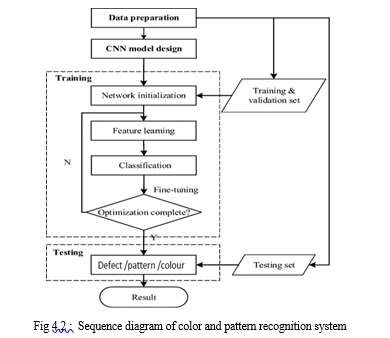 Data preparation
CNN model design
Training
Network initialization
Training &
validation set
Feature learning
N
Classification
Fine-tuning
Optimization complete?
Y
Testing
Defect /pattern /colour
Testing set
Result
Fig 4.2 : Sequence diagram of color and pattern recognition system